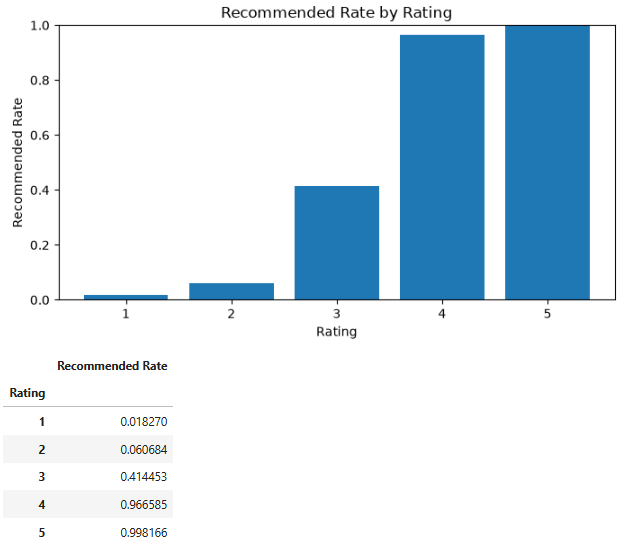 Recommended Rate by Rating
1.0
0.8
0.6
0.4
0.2
0.0
Recommended Rate
1 2 3 4 5
Rating
Recommended Rate
Rating
1 0.018270
2 0.060684
3 0.414453
4 0.966585
5 0.998166